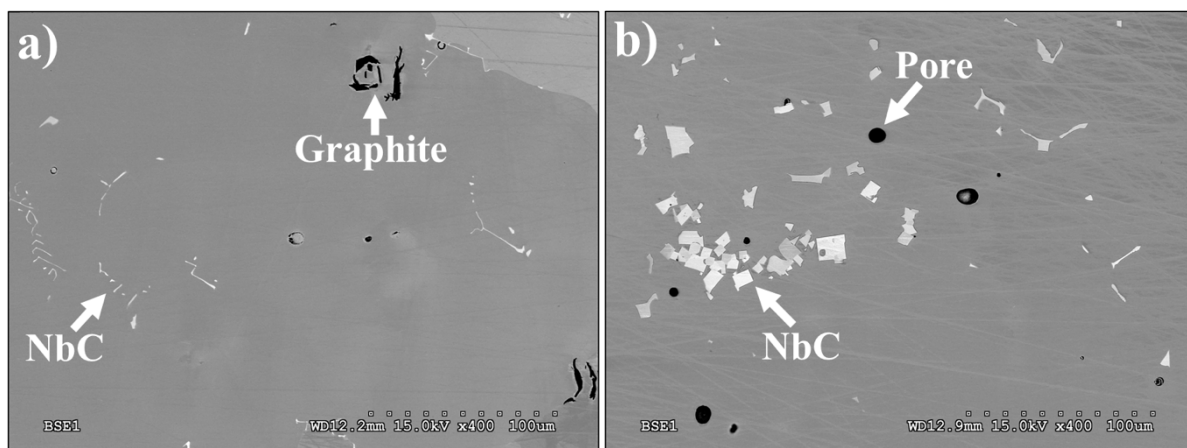 a)
Graphite
NbC
BSE1 WD12.2mm 15.0kV x400 100um
b)
Pore
NbC
BSE1 WD12.9mm 15.0kV x400 100um